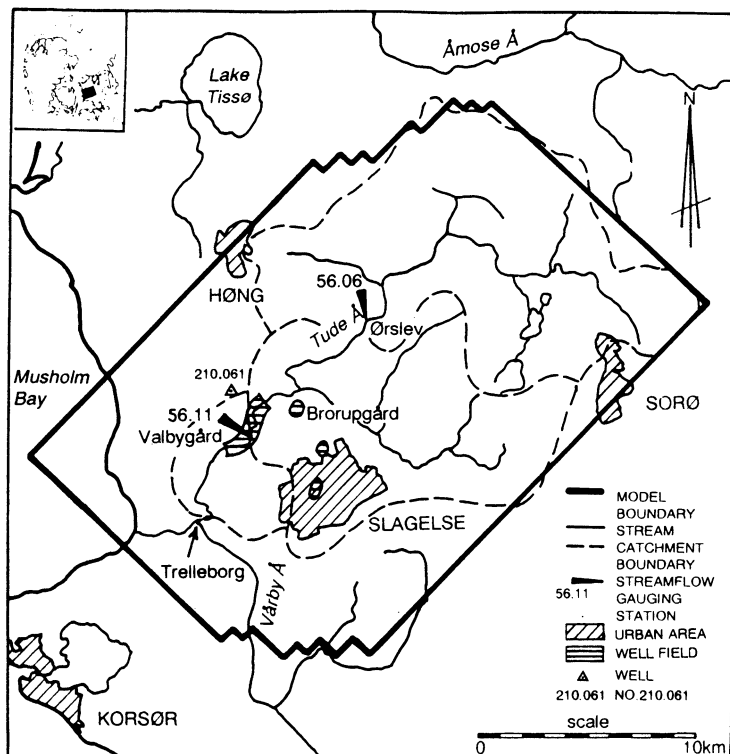 Åmose Å
Lake
Tissø
N
HØNG
56.06
Tude Å
Ørslev
Musholm
Bay
210.061
56.11
Brorupgård
Valbygård
SORØ
SLAGELSE
Trelleborg
Vårby Å
KORSØR
MODEL
BOUNDARY
STREAM
CATCHMENT
BOUNDARY
STREAMFLOW
56.11 GAUGING
STATION
URBAN AREA
WELL FIELD
WELL
210.061 NO.210.061
scale
0 10km